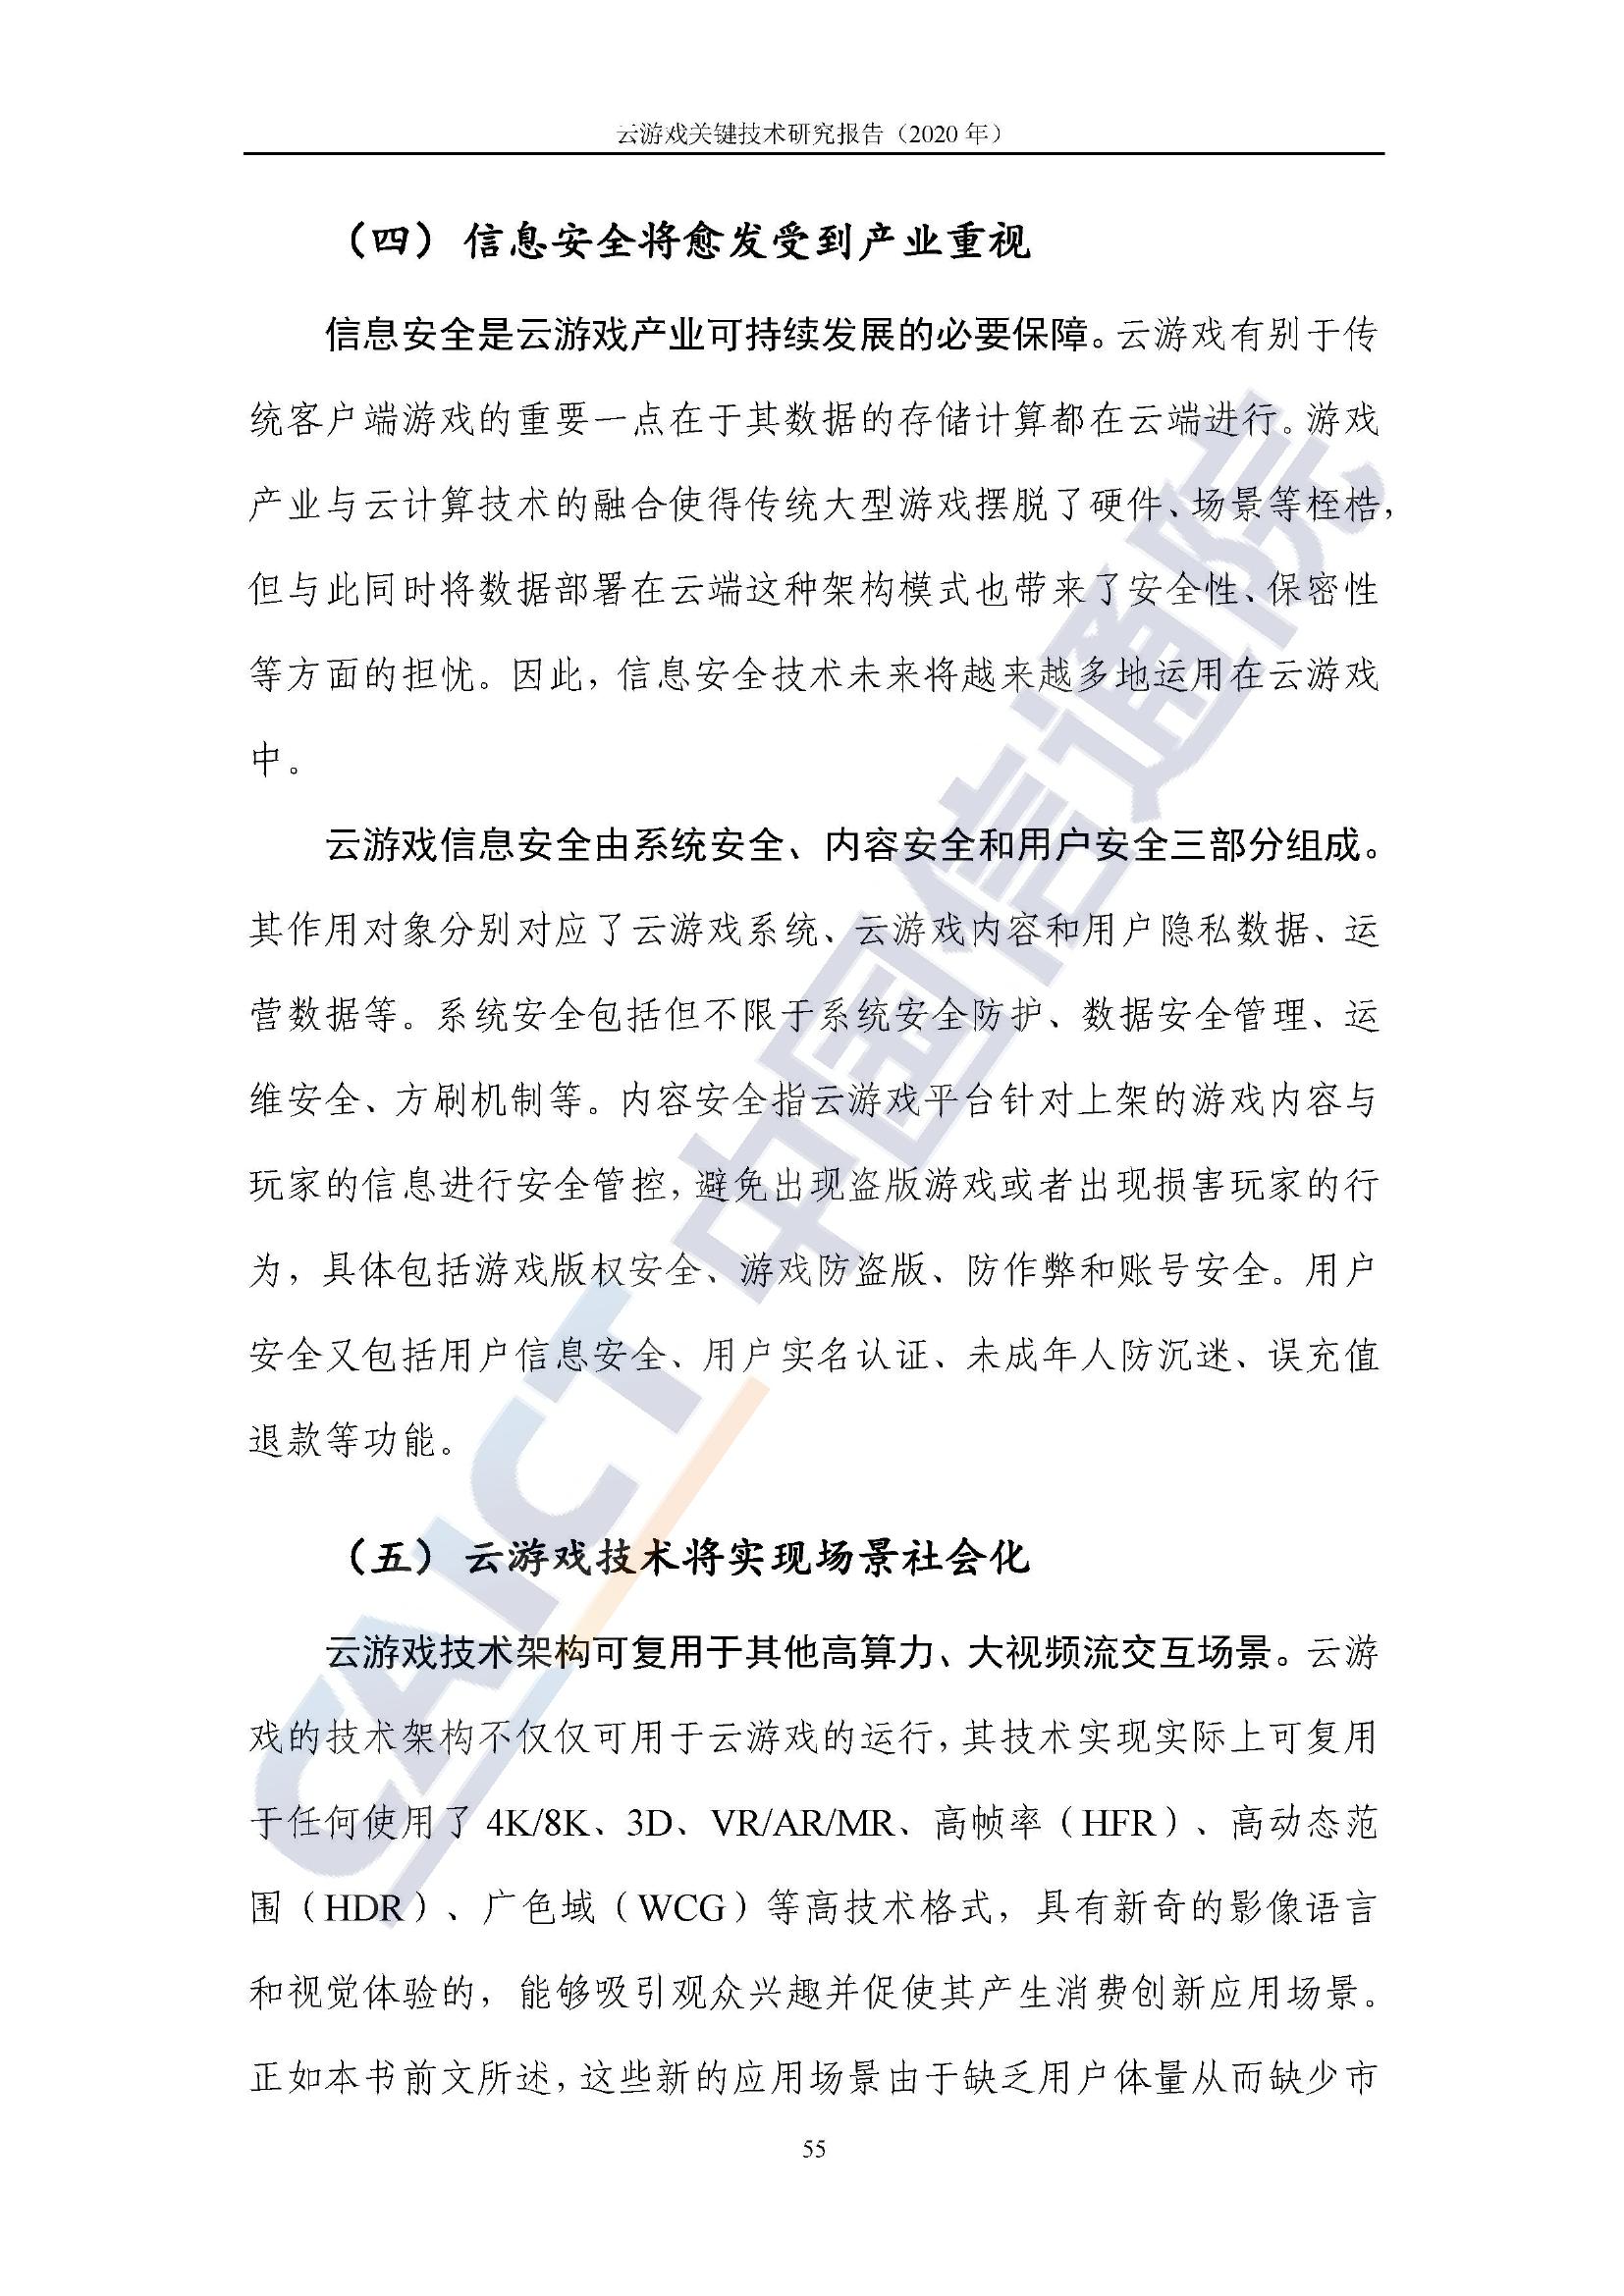 云游戏关键技术研究报告（2020 年）
（四） 信息安全将愈发受到产业重视
信息安全是云游戏产业可持续发展的必要保障。云游戏有别于传
统客户端游戏的重要一点在于其数据的存储计算都在云端进行。游戏
产业与云计算技术的融合使得传统大型游戏摆脱了硬件、场景等桎梏，
但与此同时将数据部署在云端这种架构模式也带来了安全性、保密性
等方面的担忧。因此，信息安全技术未来将越来越多地运用在云游戏
中。
云游戏信息安全由系统安全、内容安全和用户安全三部分组成。
其作用对象分别对应了云游戏系统、云游戏内容和用户隐私数据、运
营数据等。系统安全包括但不限于系统安全防护、数据安全管理、运
维安全、方刷机制等。内容安全指云游戏平台针对上架的游戏内容与
玩家的信息进行安全管控，避免出现盗版游戏或者出现损害玩家的行
为，具体包括游戏版权安全、游戏防盗版、防作弊和账号安全。用户
安全又包括用户信息安全、用户实名认证、未成年人防沉迷、误充值
退款等功能。
（五） 云游戏技术将实现场景社会化
云游戏技术架构可复用于其他高算力、大视频流交互场景。云游
戏的技术架构不仅仅可用于云游戏的运行，其技术实现实际上可复用
于任何使用了 4K/8K、3D、VR/AR/MR、高帧率（HFR）、高动态范
围（HDR）、广色域（WCG）等高技术格式，具有新奇的影像语言
和视觉体验的，能够吸引观众兴趣并促使其产生消费创新应用场景。
正如本书前文所述，这些新的应用场景由于缺乏用户体量从而缺少市
55
CAICT 中国信通院